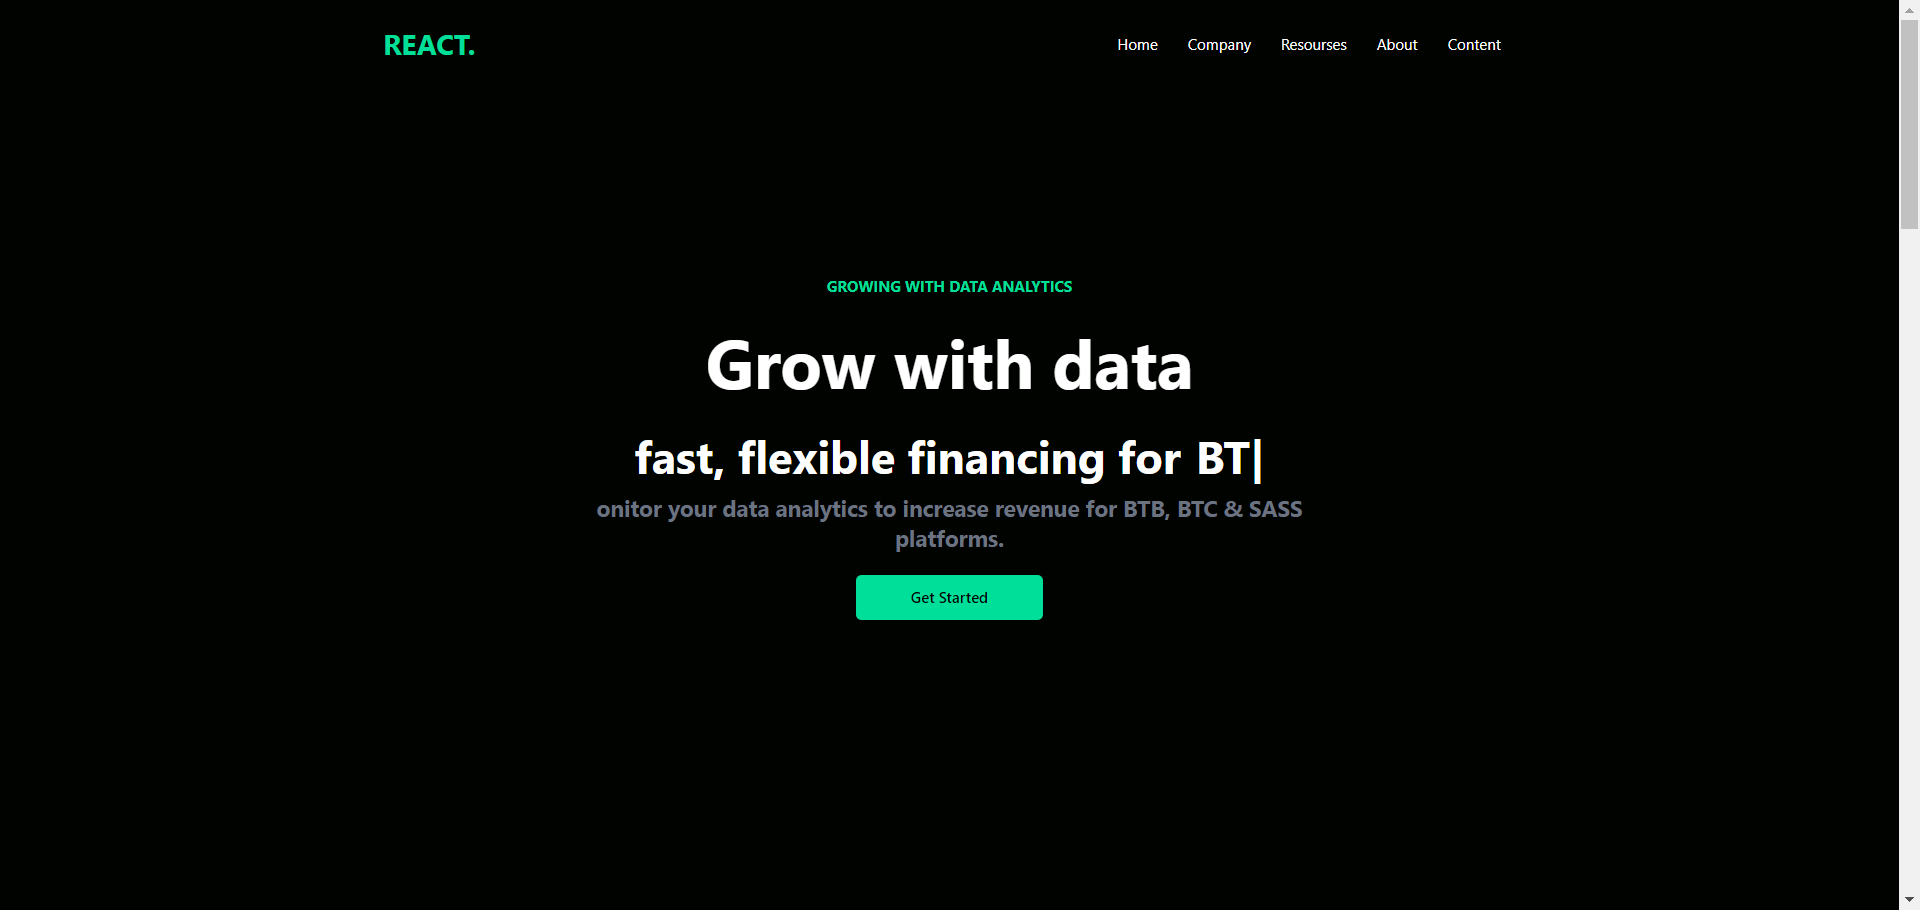 REACT.
Home Company Resourses About Content
GROWING WITH DATA ANALYTICS
Grow with data
fast, flexible financing for BT|
onitor your data analytics to increase revenue for BTB, BTC & SASS
platforms.
Get Started